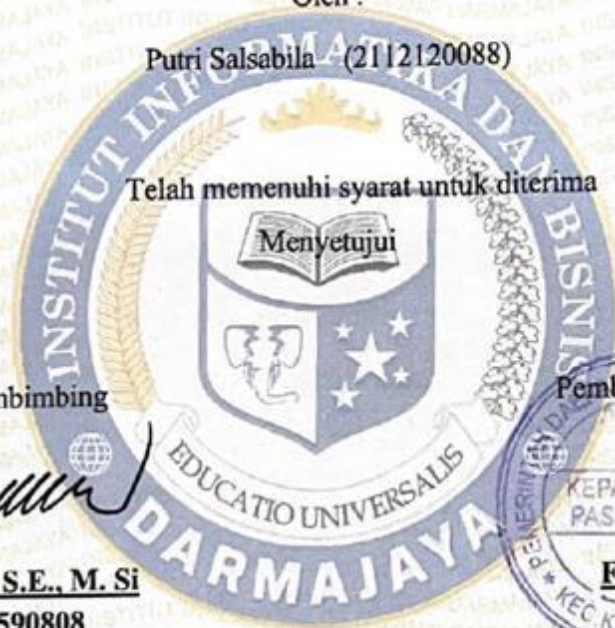 Oleh :
Putri Salsabila (2112120088)
Telah memenuhi syarat untuk diterima
Menyetujui
INSTITUT INFORMATIKA DAN BISNIS
DARMAJAYA
EDUCATIO UNIVERSALIS
mbimbing
Pemb
KEPA
PAS
S.E., M. Si
590808